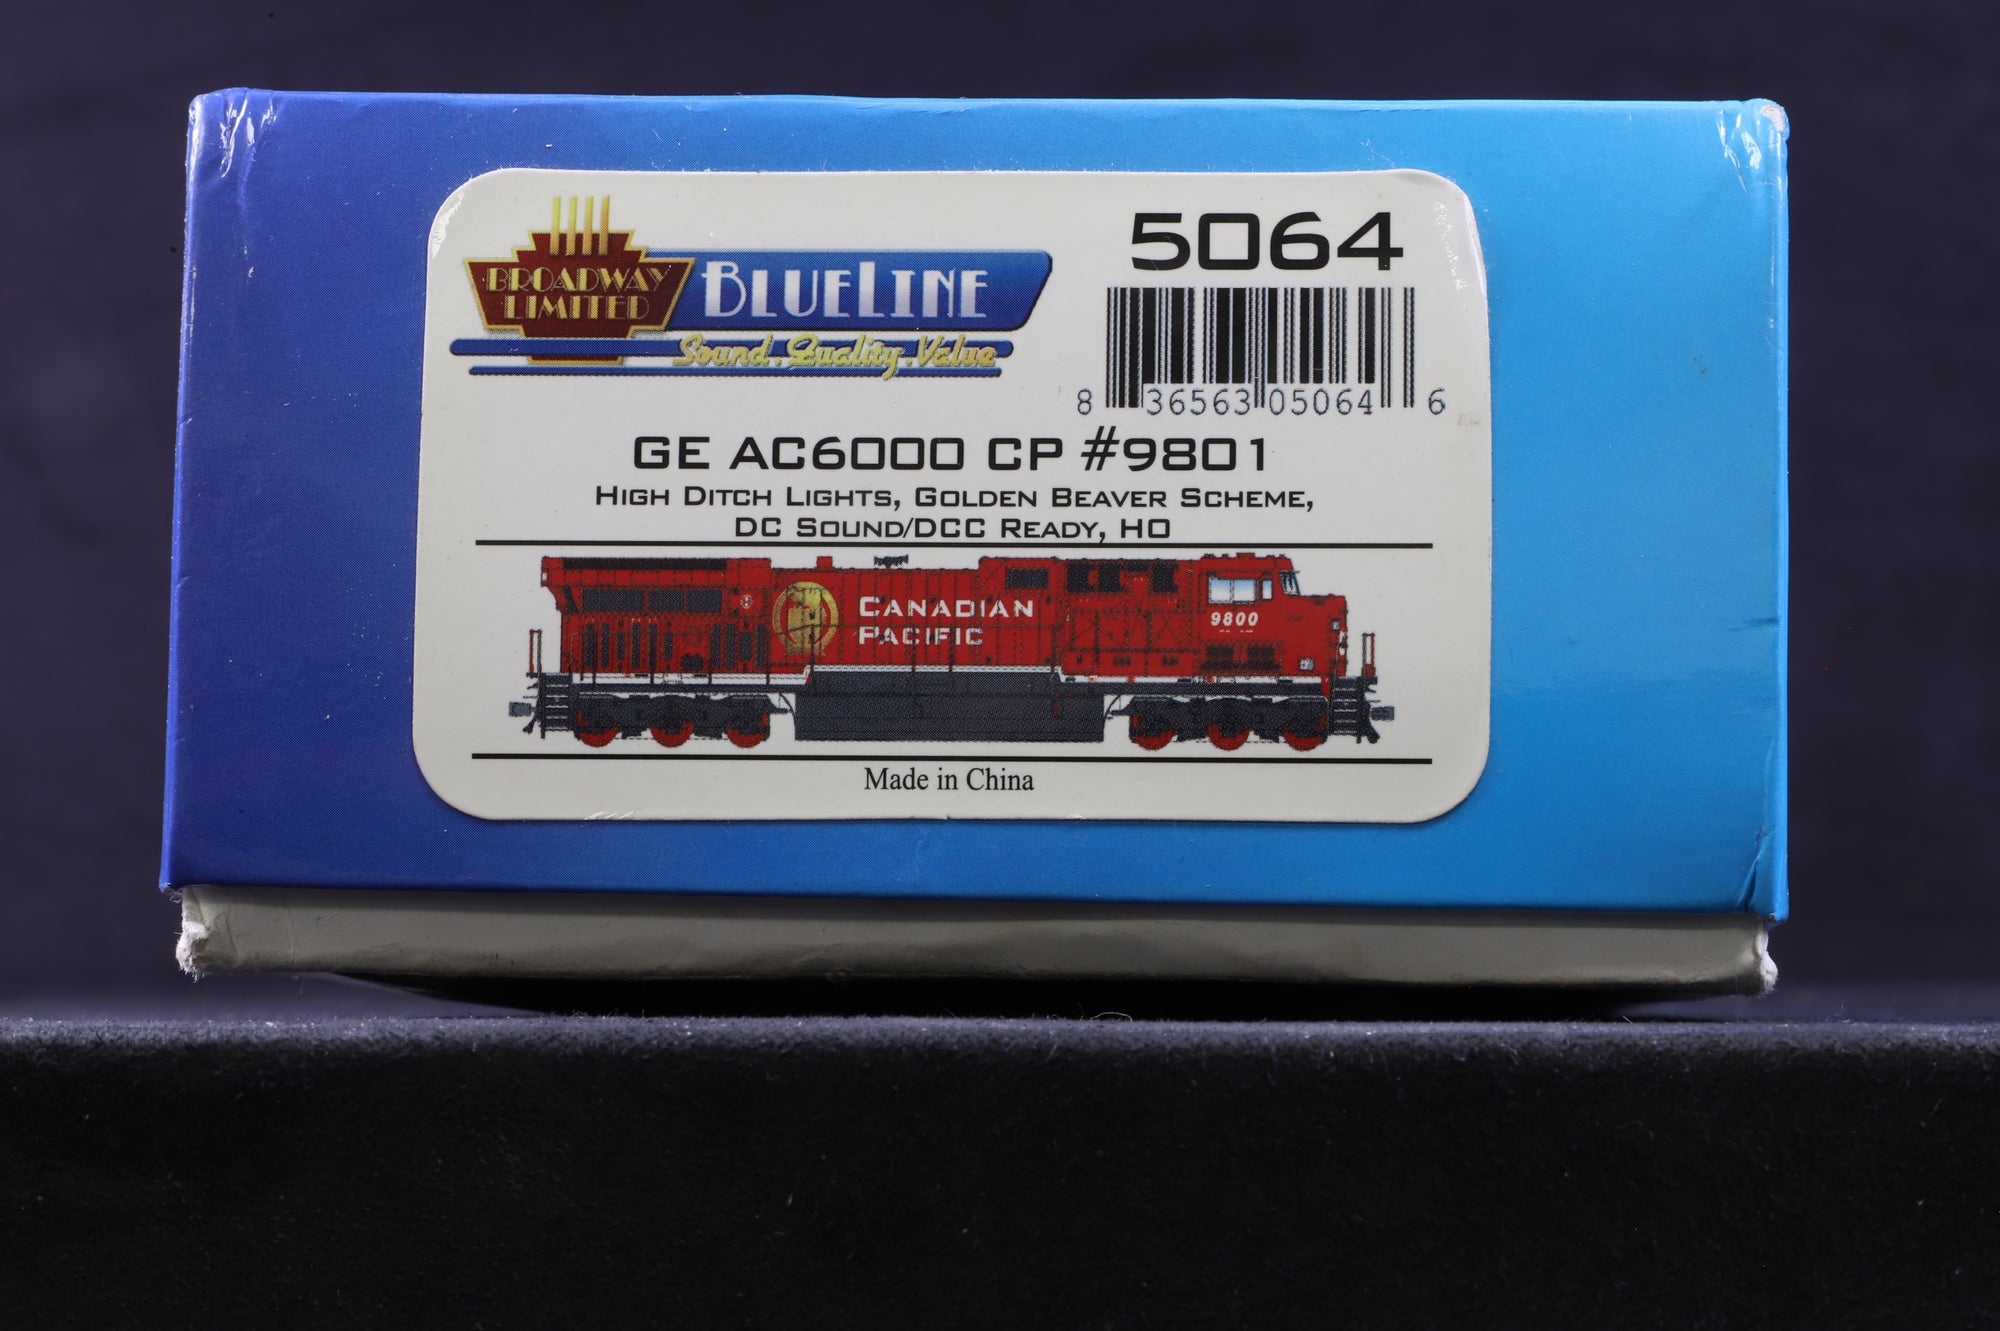 BROADWAY
LIMITED
BLUELINE
Sound. Quality. Value
5064
8 36563 05064 6
GE AC6000 CP #9801
HIGH DITCH LIGHTS, GOLDEN BEAVER SCHEME,
DC SOUND/DCC READY, HO
CANADIAN
PACIFIC
9800
Made in China